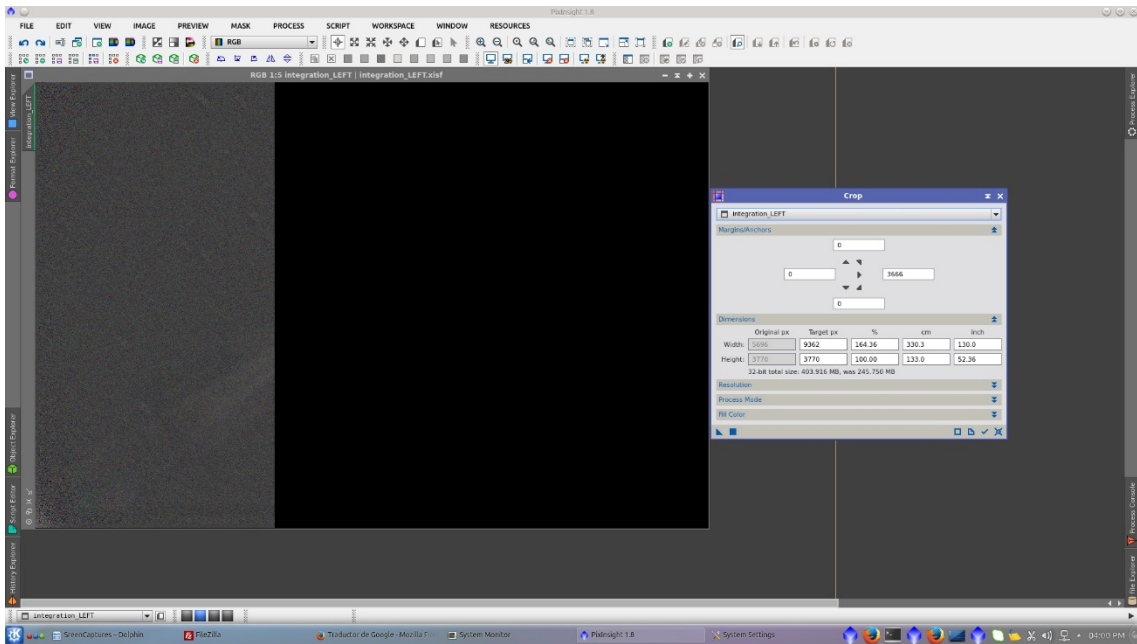 PixInsight 1.8
FILE EDIT VIEW IMAGE PREVIEW MASK PROCESS SCRIPT WORKSPACE WINDOW RESOURCES
RGB
RGB 1:5 integration_LEFT | integration_LEFT.xisf
integration_LEFT
View Explorer
Format Explorer
Object Explorer
Script Editor
History Explorer
Process Explorer
Process Console
File Explorer
Crop
integration_LEFT
Margins/Anchors
0
0 3666
0
Dimensions
Original px Target px % cm inch
Width: 5696 9362 164.36 330.3 130.0
Height: 3770 3770 100.00 133.0 52.36
32-bit total size: 403.916 MB, was 245.750 MB
Resolution
Process Mode
Fill Color
integration_LEFT
GreenCaptures – Dolphin FileZilla Traductor de Google - Mozilla System Monitor PixInsight 1.8 System Settings 04:00 PM